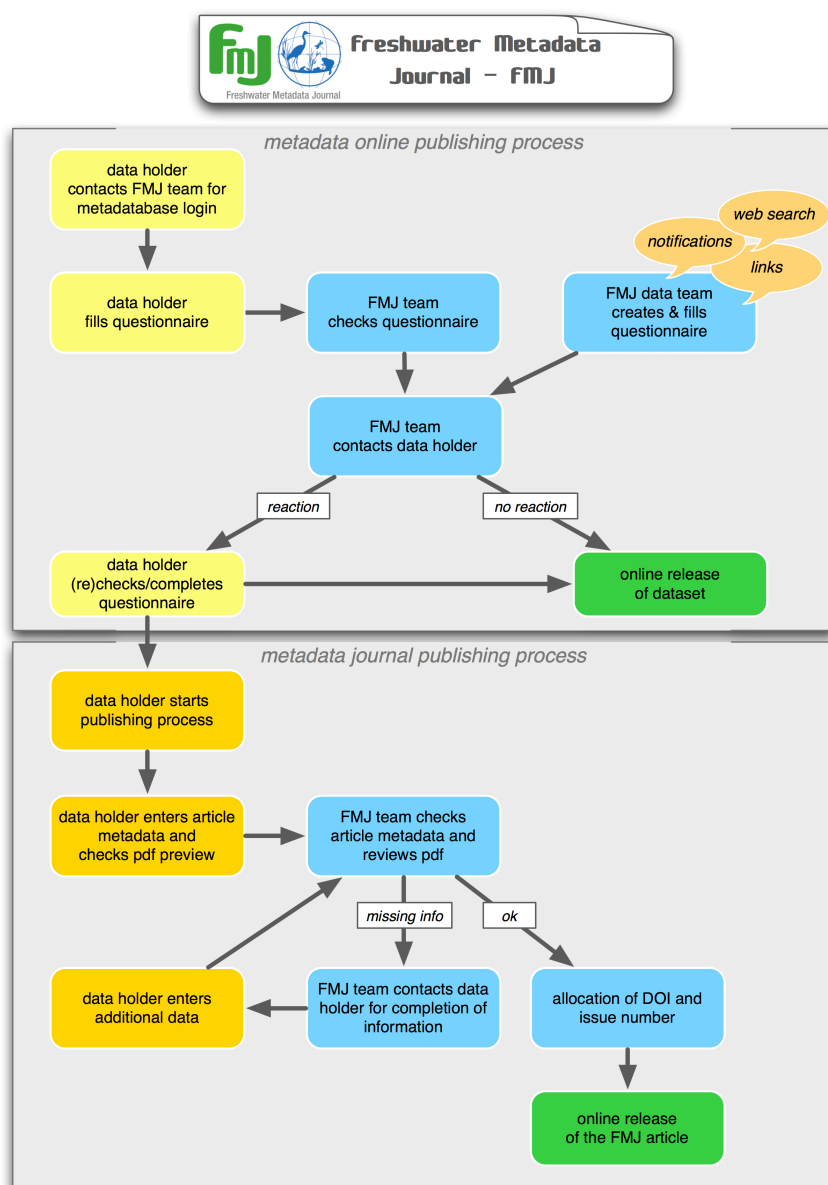 FMJ
Freshwater Metadata Journal
Freshwater Metadata
Journal - FMJ
metadata online publishing process
data holder
contacts FMJ team for
metadatabase login
web search
notifications
links
data holder
fills questionnaire
FMJ team
checks questionnaire
FMJ data team
creates & fills
questionnaire
FMJ team
contacts data holder
reaction
no reaction
data holder
(re)checks/completes
questionnaire
online release
of dataset
metadata journal publishing process
data holder starts
publishing process
data holder enters article
metadata and
checks pdf preview
FMJ team checks
article metadata and
reviews pdf
missing info
ok
data holder enters
additional data
FMJ team contacts data
holder for completion of
information
allocation of DOI and
issue number
online release
of the FMJ article